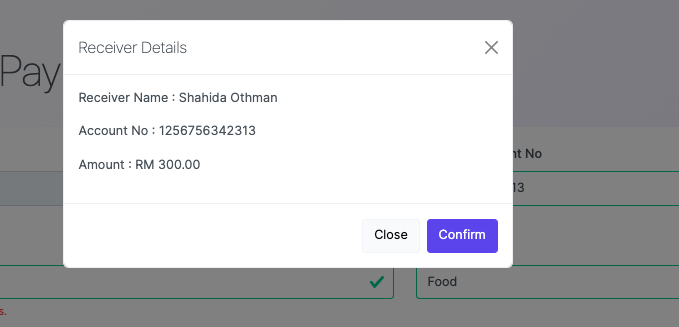 Receiver Details
Pay
Receiver Name : Shahida Othman
Account No : 1256756342313
Amount : RM 300.00
nt No
13
Close
Confirm
Food
s.